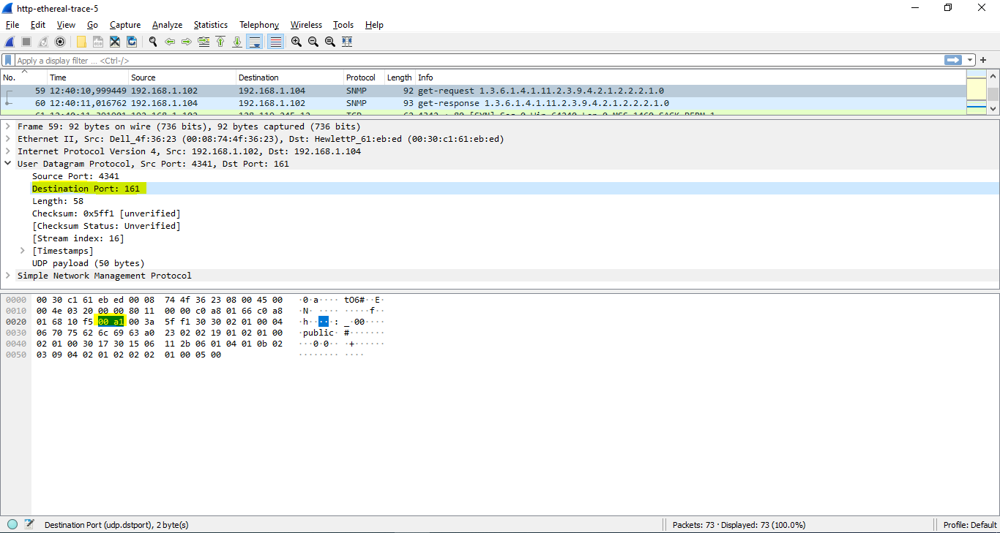 http-ethereal-trace-5
File Edit View Go Capture Analyze Statistics Telephony Wireless Tools Help
Apply a display filter ... <Ctrl-/>
No. Time Source Destination Protocol Length Info
59 12:40:10,999449 192.168.1.102 192.168.1.104 SNMP 92 get-request 1.3.6.1.4.1.11.2.3.9.4.2.1.2.2.2.1.0
60 12:40:11,016762 192.168.1.104 192.168.1.102 SNMP 93 get-response 1.3.6.1.4.1.11.2.3.9.4.2.1.2.2.2.1.0
Frame 59: 92 bytes on wire (736 bits), 92 bytes captured (736 bits)
Ethernet II, Src: Dell_4f:36:23 (00:08:74:4f:36:23), Dst: HewlettP_61:eb:ed (00:30:c1:61:eb:ed)
Internet Protocol Version 4, Src: 192.168.1.102, Dst: 192.168.1.104
User Datagram Protocol, Src Port: 4341, Dst Port: 161
Source Port: 4341
Destination Port: 161
Length: 58
Checksum: 0x5ff1 [unverified]
[Checksum Status: Unverified]
[Stream index: 16]
[Timestamps]
UDP payload (50 bytes)
Simple Network Management Protocol
0000 00 30 c1 61 eb ed 00 08 74 4f 36 23 08 00 45 00 ·0·a···· tO6#··E·
0010 00 4e 03 20 00 00 80 11 00 00 c0 a8 01 66 c0 a8 ·N· ···· ·····f··
0020 01 68 10 f5 00 a1 00 3a 5f f1 30 30 02 01 00 04 ·h·····: _·00····
0030 06 70 75 62 6c 69 63 a0 23 02 02 19 01 02 01 00 ·public· #·······
0040 02 01 00 30 17 30 15 06 11 2b 06 01 04 01 0b 02 ···0·0·· ·+······
0050 03 09 04 02 01 02 02 02 01 00 05 00 ········ ····
Destination Port (udp.dstport), 2 byte(s) Packets: 73 · Displayed: 73 (100.0%) Profile: Default